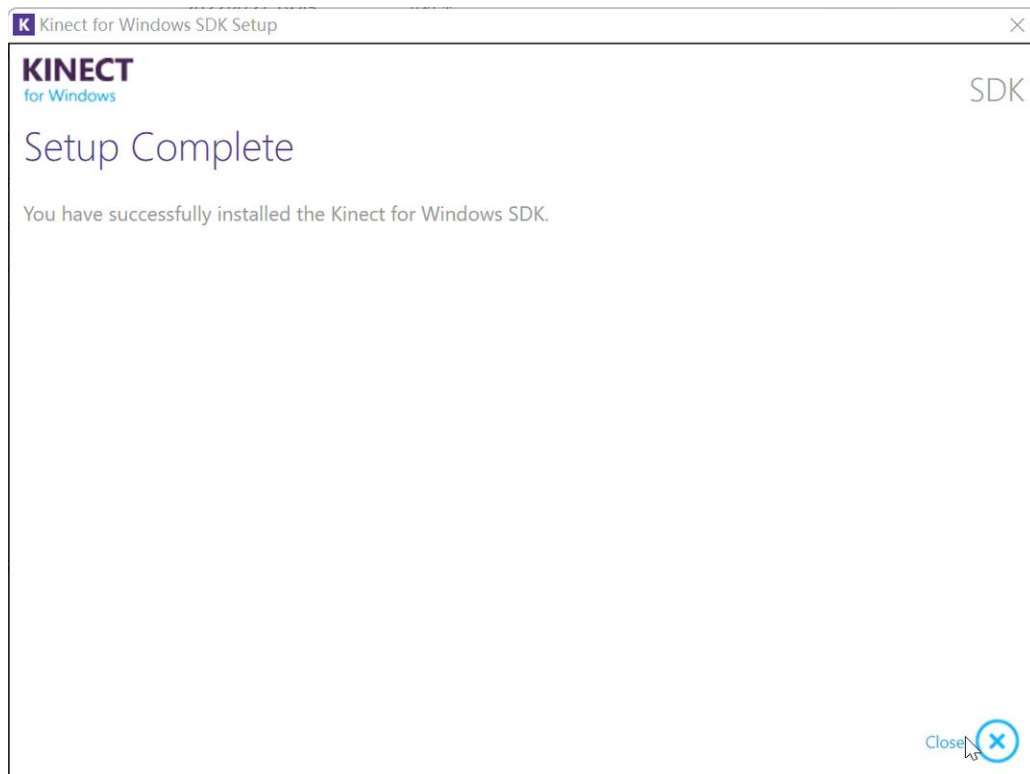 K Kinect for Windows SDK Setup
KINECT
for Windows
SDK
Setup Complete
You have successfully installed the Kinect for Windows SDK.
Close